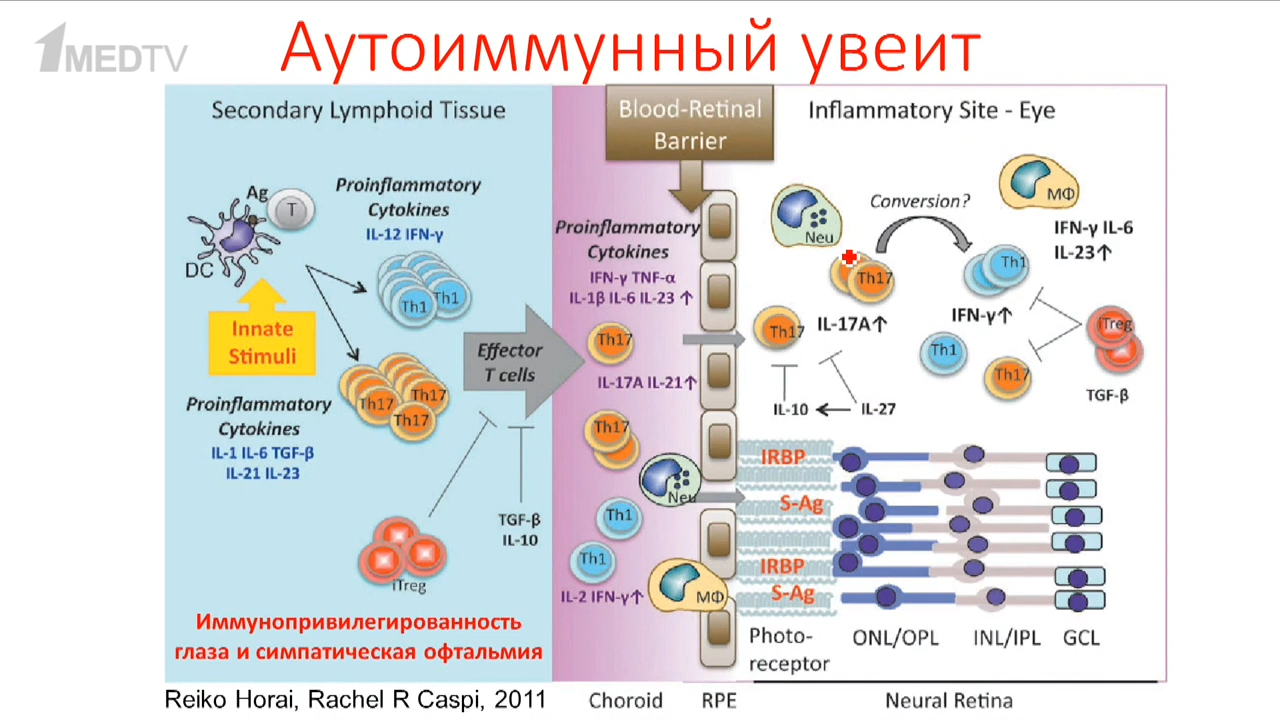 1MEDTV
Аутоиммунный увеит
Secondary Lymphoid Tissue
Ag
T
DC
Proinflammatory
Cytokines
IL-12 IFN-γ
Th1
Th1
Innate
Stimuli
Th17
Th17
Th17
Proinflammatory
Cytokines
IL-1 IL-6 TGF-β
IL-21 IL-23
Effector
T cells
TGF-β
IL-10
iTreg
Иммунопривилегированность
глаза и симпатическая офтальмия
Blood-Retinal
Barrier
Proinflammatory
Cytokines
IFN-γ TNF-α
IL-1β IL-6 IL-23 ↑
Th17
IL-17A IL-21↑
Th17
Neu
Th1
Th1
IL-2 IFN-γ↑
MΦ
Inflammatory Site - Eye
Neu
Conversion?
MΦ
IFN-γ IL-6
IL-23↑
Th17
Th1
IL-17A↑
IFN-γ↑
Th17
Th1
Th17
iTreg
TGF-β
IL-10
IL-27
IRBP
S-Ag
IRBP
S-Ag
Photo-
receptor
ONL/OPL
INL/IPL
GCL
Reiko Horai, Rachel R Caspi, 2011
Choroid
RPE
Neural Retina